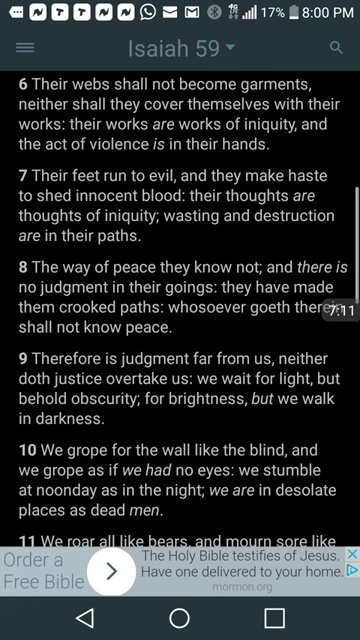 17% 8:00 PM
Isaiah 59
6 Their webs shall not become garments,
neither shall they cover themselves with their
works: their works are works of iniquity, and
the act of violence is in their hands.
7 Their feet run to evil, and they make haste
to shed innocent blood: their thoughts are
thoughts of iniquity; wasting and destruction
are in their paths.
8 The way of peace they know not; and there is
no judgment in their goings: they have made
them crooked paths: whosoever goeth therein
7:11
shall not know peace.
9 Therefore is judgment far from us, neither
doth justice overtake us: we wait for light, but
behold obscurity; for brightness, but we walk
in darkness.
10 We grope for the wall like the blind, and
we grope as if we had no eyes: we stumble
at noonday as in the night; we are in desolate
places as dead men.
11 We roar all like bears, and mourn sore like
Order a
Free Bible
The Holy Bible testifies of Jesus.
Have one delivered to your home.
mormon.org